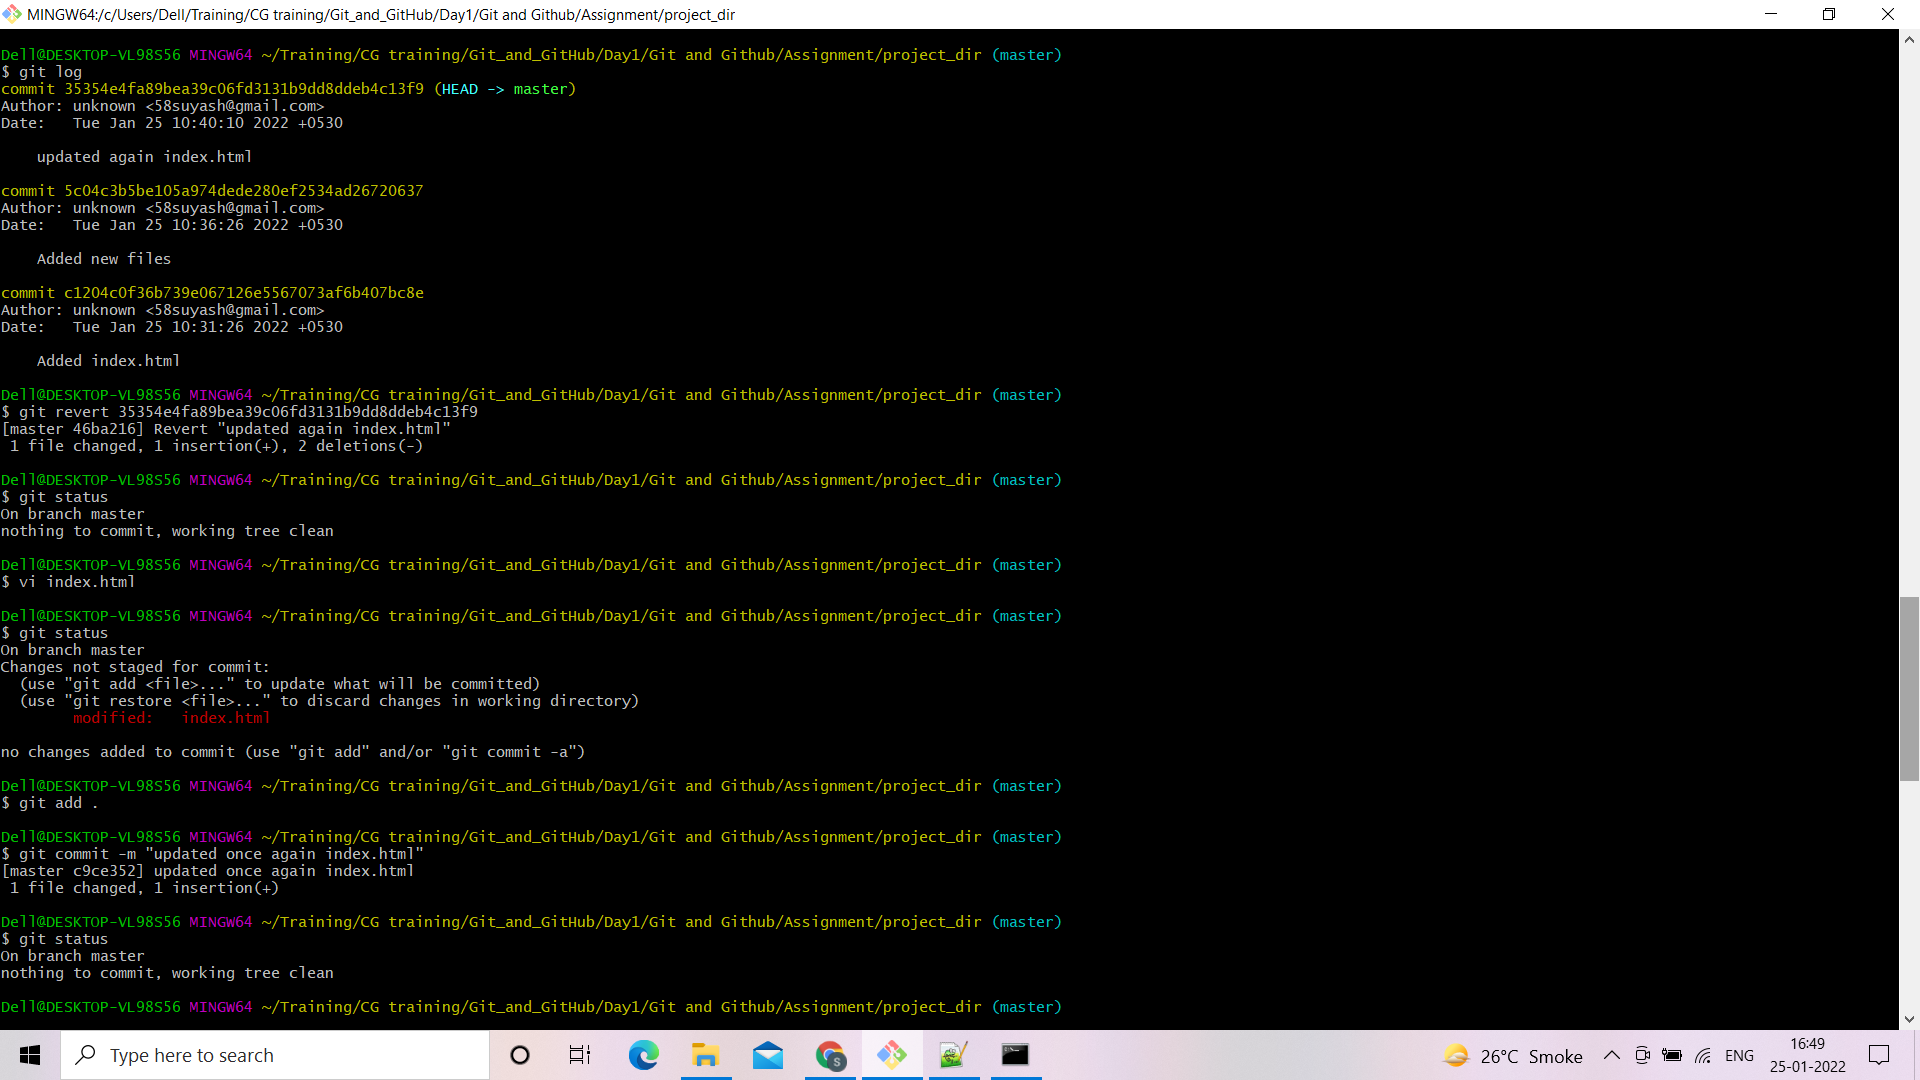 MINGW64:/c/Users/Dell/Training/CG training/Git_and_GitHub/Day1/Git and Github/Assignment/project_dir
Dell@DESKTOP-VL98S56 MINGW64 ~/Training/CG training/Git_and_GitHub/Day1/Git and Github/Assignment/project_dir (master)
$ git log
commit 35354e4fa89bea39c06fd3131b9dd8ddeb4c13f9 (HEAD -> master)
Author: unknown <58suyash@gmail.com>
Date:   Tue Jan 25 10:40:10 2022 +0530
    updated again index.html
commit 5c04c3b5be105a974dede280ef2534ad26720637
Author: unknown <58suyash@gmail.com>
Date:   Tue Jan 25 10:36:26 2022 +0530
    Added new files
commit c1204c0f36b739e067126e5567073af6b407bc8e
Author: unknown <58suyash@gmail.com>
Date:   Tue Jan 25 10:31:26 2022 +0530
    Added index.html
Dell@DESKTOP-VL98S56 MINGW64 ~/Training/CG training/Git_and_GitHub/Day1/Git and Github/Assignment/project_dir (master)
$ git revert 35354e4fa89bea39c06fd3131b9dd8ddeb4c13f9
[master 46ba216] Revert "updated again index.html"
 1 file changed, 1 insertion(+), 2 deletions(-)
Dell@DESKTOP-VL98S56 MINGW64 ~/Training/CG training/Git_and_GitHub/Day1/Git and Github/Assignment/project_dir (master)
$ git status
On branch master
nothing to commit, working tree clean
Dell@DESKTOP-VL98S56 MINGW64 ~/Training/CG training/Git_and_GitHub/Day1/Git and Github/Assignment/project_dir (master)
$ vi index.html
Dell@DESKTOP-VL98S56 MINGW64 ~/Training/CG training/Git_and_GitHub/Day1/Git and Github/Assignment/project_dir (master)
$ git status
On branch master
Changes not staged for commit:
  (use "git add <file>..." to update what will be committed)
  (use "git restore <file>..." to discard changes in working directory)
        modified:   index.html
no changes added to commit (use "git add" and/or "git commit -a")
Dell@DESKTOP-VL98S56 MINGW64 ~/Training/CG training/Git_and_GitHub/Day1/Git and Github/Assignment/project_dir (master)
$ git add .
Dell@DESKTOP-VL98S56 MINGW64 ~/Training/CG training/Git_and_GitHub/Day1/Git and Github/Assignment/project_dir (master)
$ git commit -m "updated once again index.html"
[master c9ce352] updated once again index.html
 1 file changed, 1 insertion(+)
Dell@DESKTOP-VL98S56 MINGW64 ~/Training/CG training/Git_and_GitHub/Day1/Git and Github/Assignment/project_dir (master)
$ git status
On branch master
nothing to commit, working tree clean
Dell@DESKTOP-VL98S56 MINGW64 ~/Training/CG training/Git_and_GitHub/Day1/Git and Github/Assignment/project_dir (master)
Type here to search
S
26°C Smoke
ENG
16:49
25-01-2022